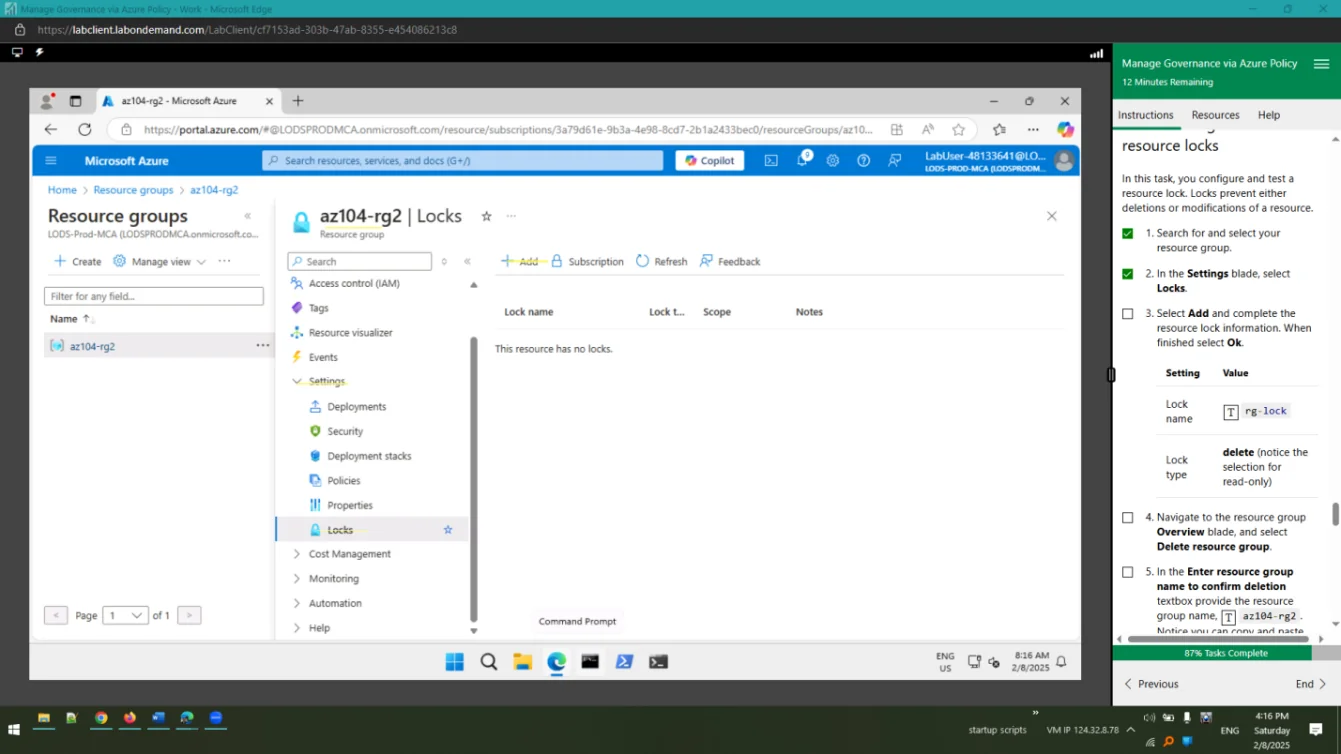 Manage Governance via Azure Policy - Work - Microsoft Edge
https://labclient.labondemand.com/LabClient/cf7153ad-303b-47ab-8355-e454086213c8
az104-rg2 - Microsoft Azure
https://portal.azure.com/#@LODSPRODMCA.onmicrosoft.com/resource/subscriptions/3a79d61e-9b3a-4e98-8cd7-2b1a2433bec0/resourceGroups/az10...
Microsoft Azure
Search resources, services, and docs (G+/)
Copilot
9
LabUser-48133641@LO...
LODS-PROD-MCA (LODSPRODM...
Home > Resource groups > az104-rg2
Resource groups
LODS-Prod-MCA (LODSPRODMCA.onmicrosoft.co...
+ Create
Manage view
...
Filter for any field...
Name ↑
az104-rg2
...
< Page 1 of 1 >
az104-rg2 | Locks
...
Resource group
Search
Access control (IAM)
Tags
Resource visualizer
Events
Settings
Deployments
Security
Deployment stacks
Policies
Properties
Locks
Cost Management
Monitoring
Automation
Help
+ Add
Subscription
Refresh
Feedback
Lock name
Lock t...
Scope
Notes
This resource has no locks.
Command Prompt
ENG
US
8:16 AM
2/8/2025
Manage Governance via Azure Policy
12 Minutes Remaining
Instructions
Resources
Help
resource locks
In this task, you configure and test a
resource lock. Locks prevent either
deletions or modifications of a resource.
1. Search for and select your
resource group.
2. In the Settings blade, select
Locks.
3. Select Add and complete the
resource lock information. When
finished select Ok.
Setting Value
Lock
name
T rg-lock
Lock
type
delete (notice the
selection for
read-only)
4. Navigate to the resource group
Overview blade, and select
Delete resource group.
5. In the Enter resource group
name to confirm deletion
textbox provide the resource
group name, T az104-rg2 .
Notice you can copy and paste
87% Tasks Complete
< Previous
End >
startup scripts
VM IP 124.32.8.78
ENG
4:16 PM
Saturday
2/8/2025